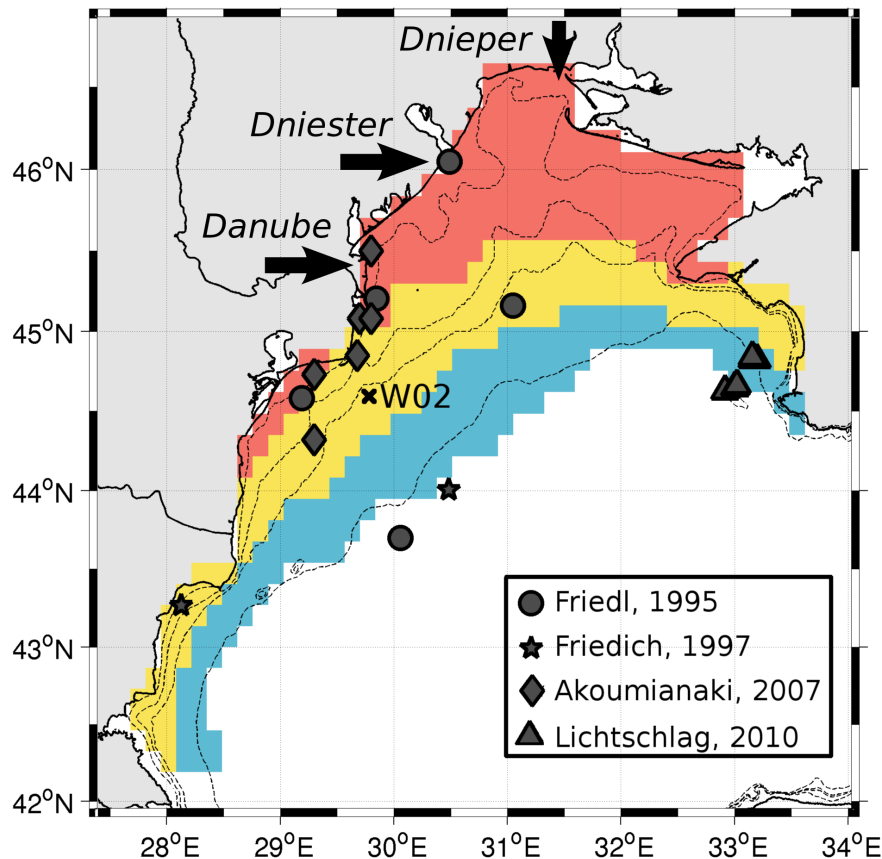 Dnieper
Dniester
Danube
W02
46°N
45°N
44°N
43°N
42°N
Friedl, 1995
Friedich, 1997
Akoumianaki, 2007
Lichtschlag, 2010
28°E 29°E 30°E 31°E 32°E 33°E 34°E